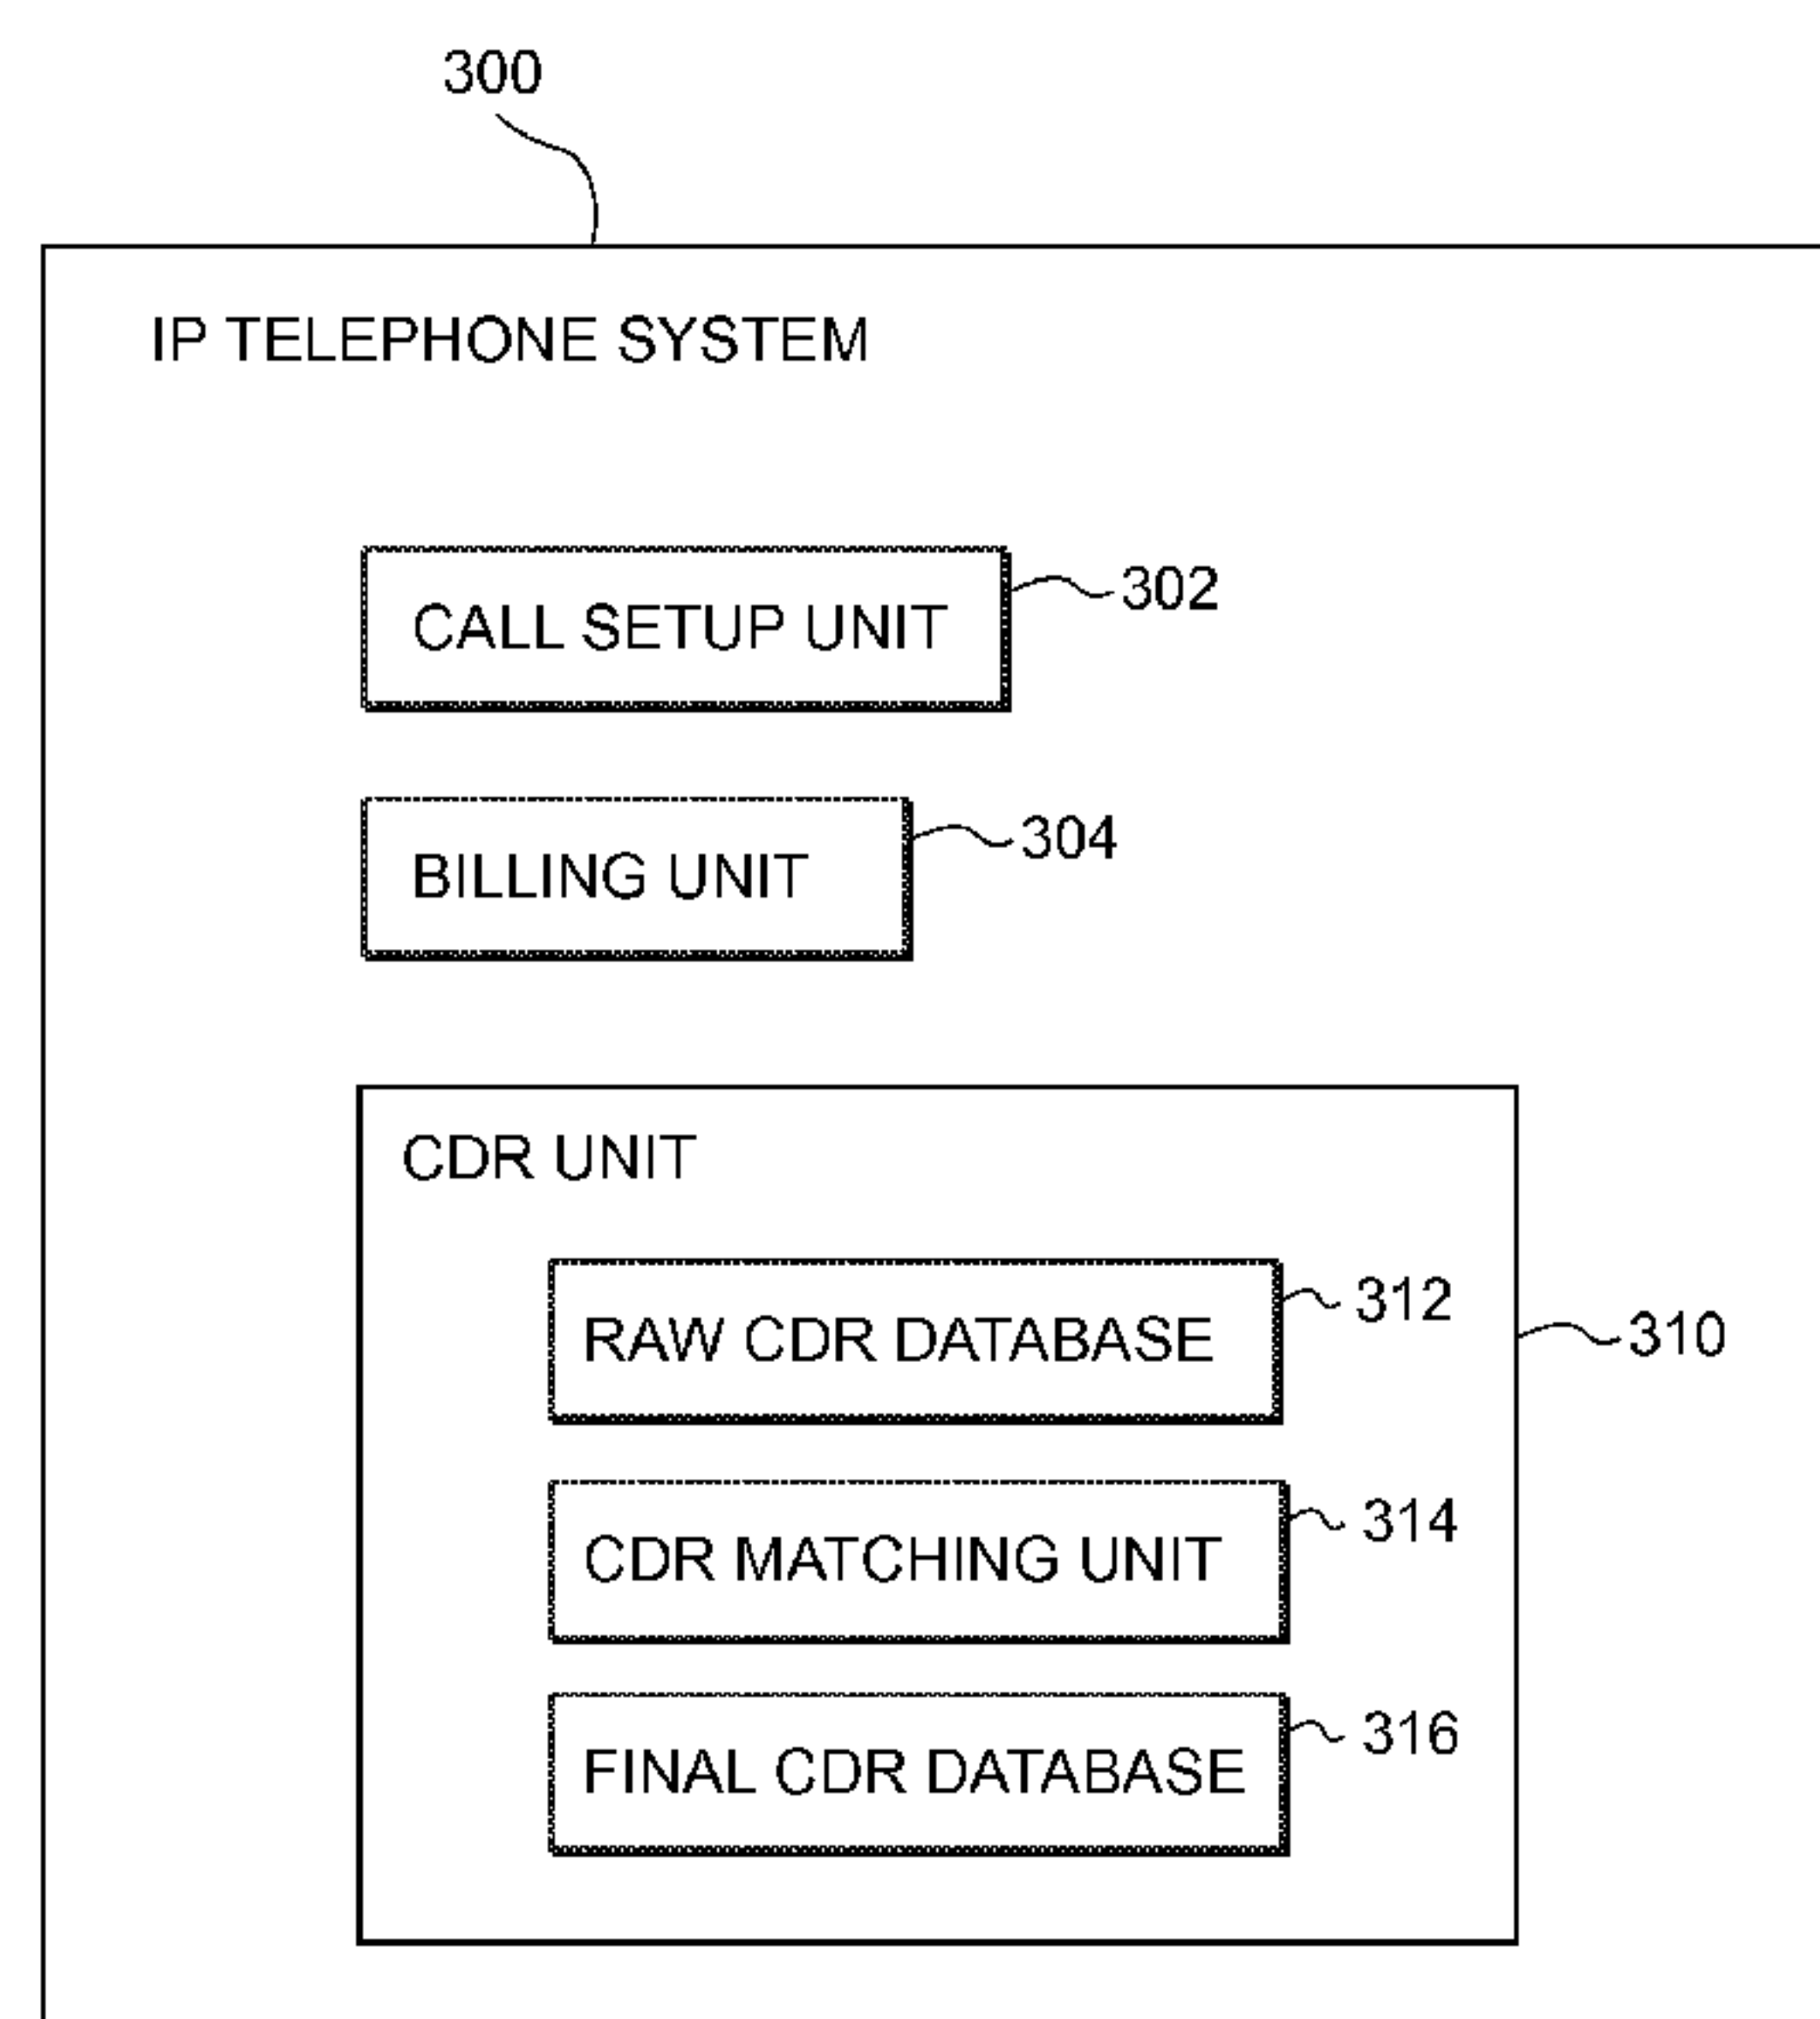 300
IP TELEPHONE SYSTEM
CALL SETUP UNIT
302
BILLING UNIT
304
CDR UNIT
RAW CDR DATABASE
312
310
CDR MATCHING UNIT
314
FINAL CDR DATABASE
316